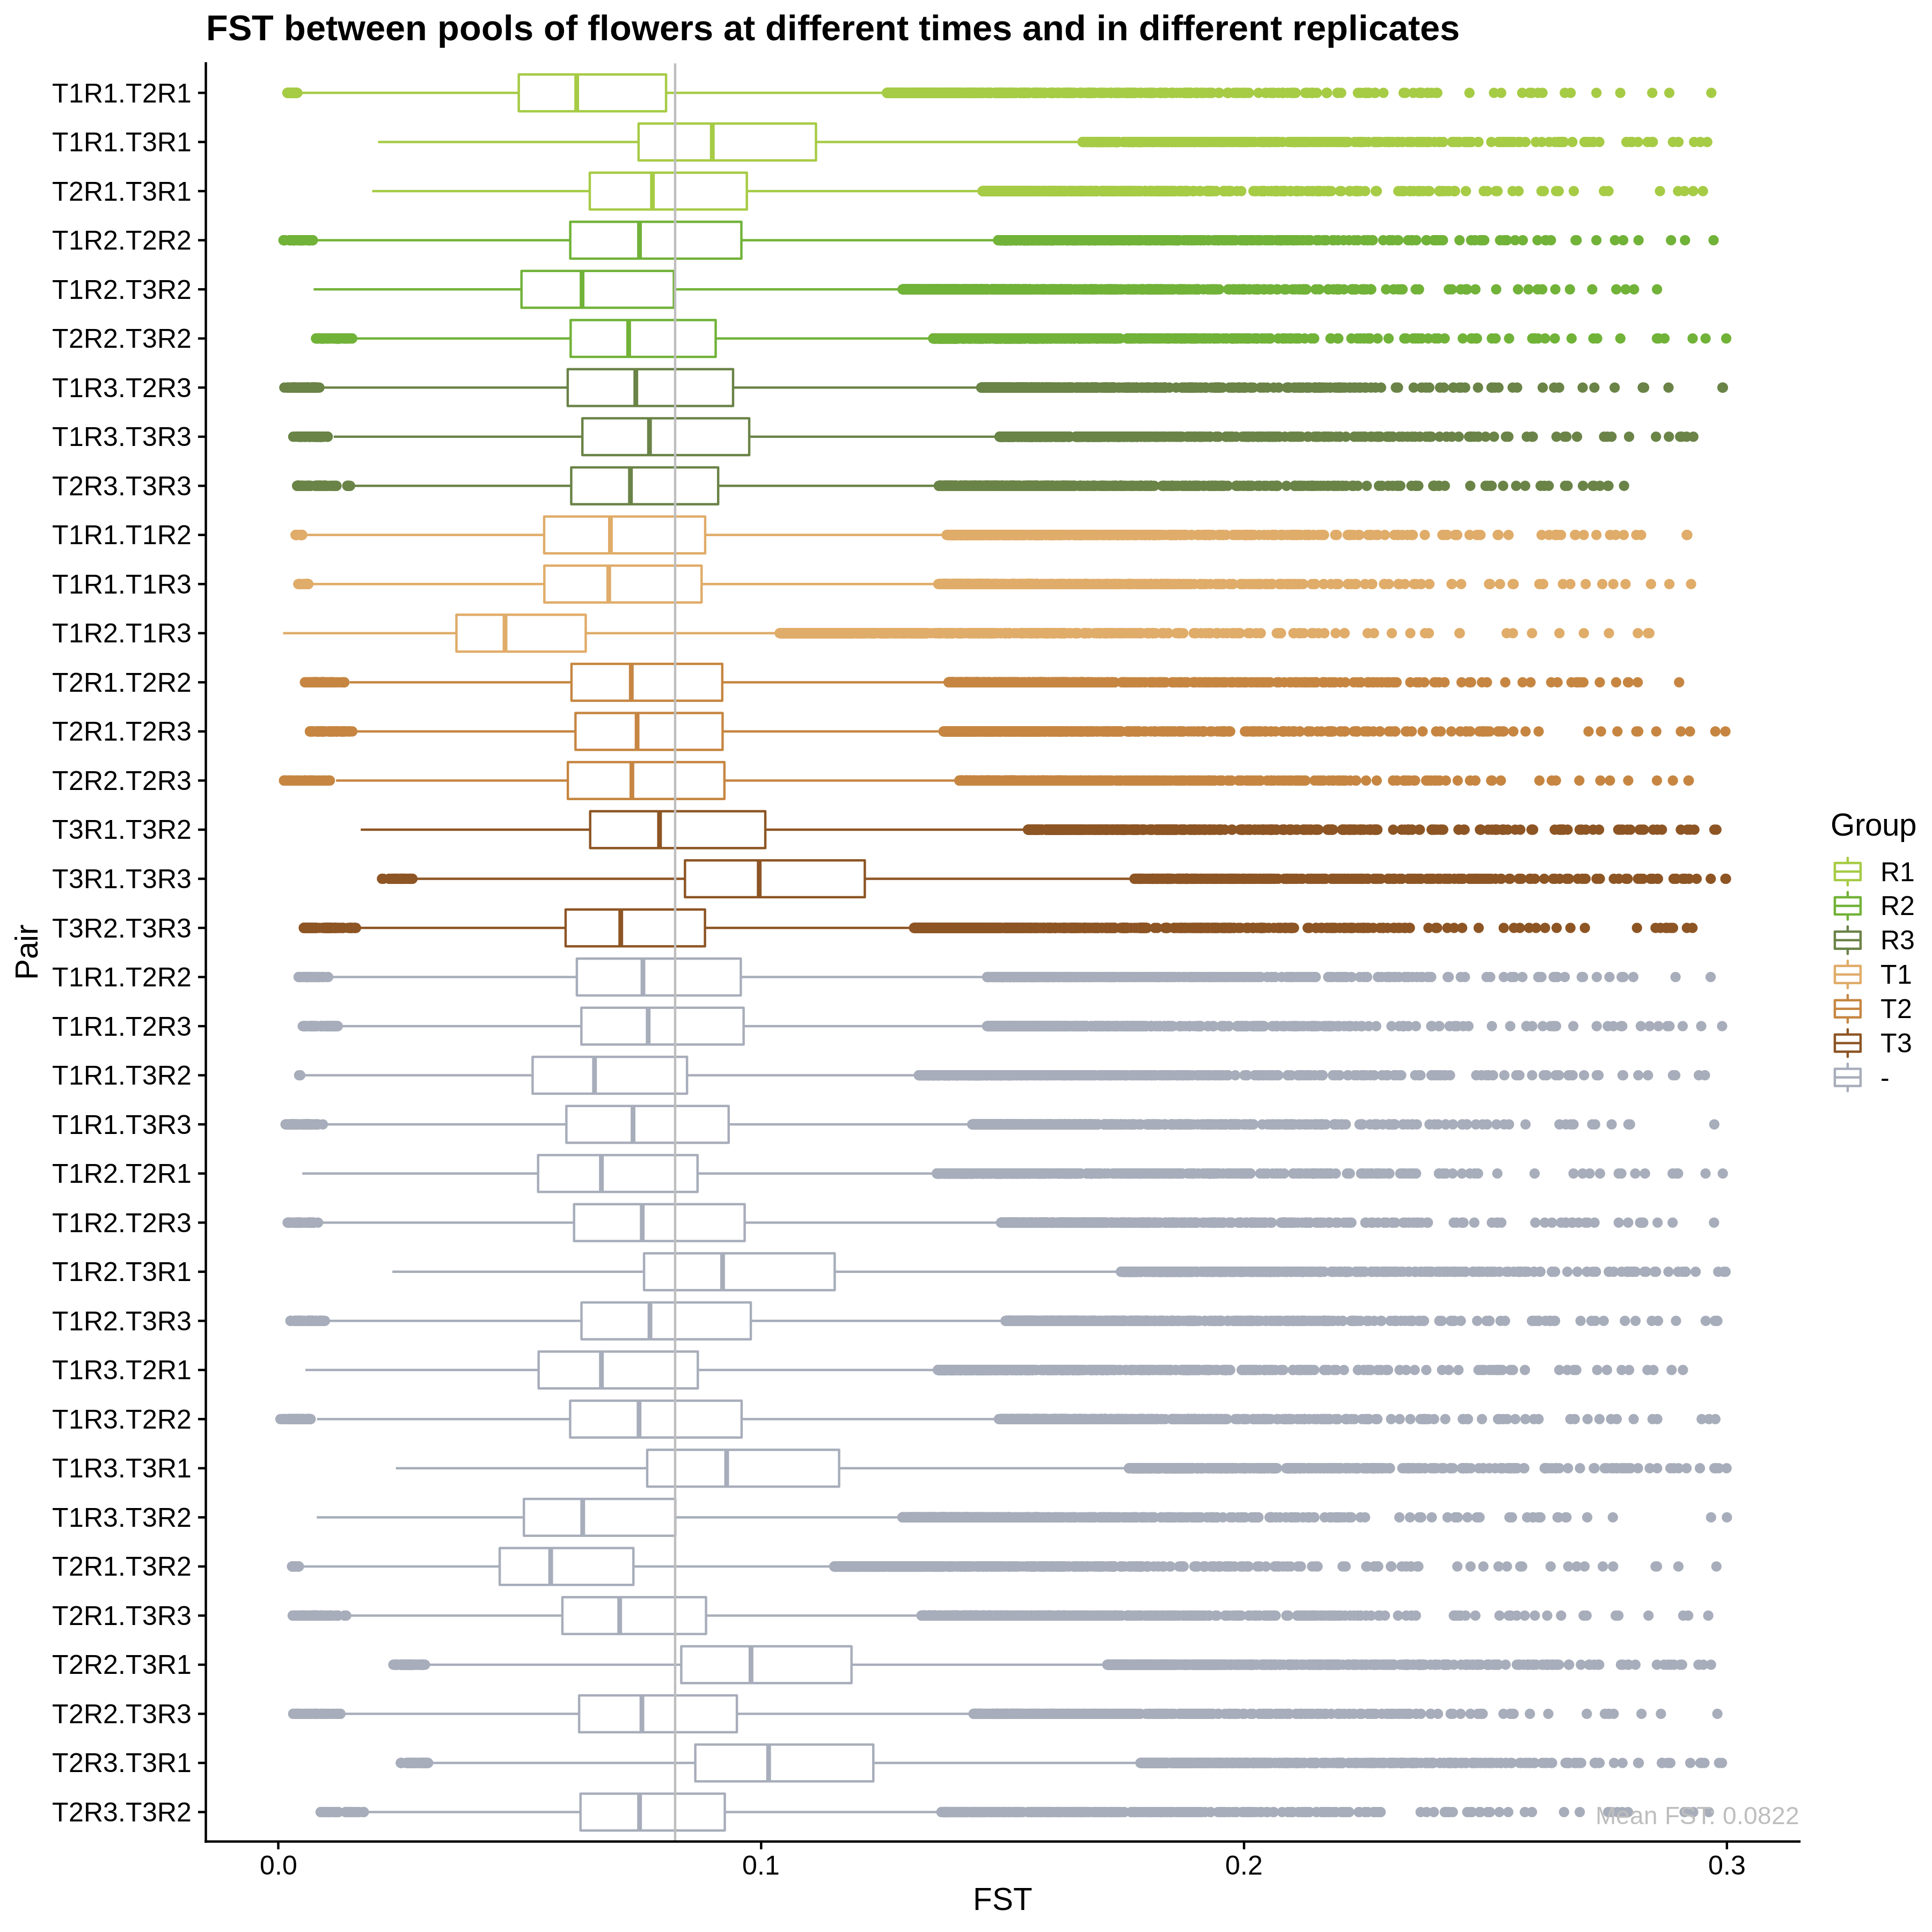 FST between pools of flowers at different times and in different replicates
T1R1.T2R1
T1R1.T3R1
T2R1.T3R1
T1R2.T2R2
T1R2.T3R2
T2R2.T3R2
T1R3.T2R3
T1R3.T3R3
T2R3.T3R3
T1R1.T1R2
T1R1.T1R3
T1R2.T1R3
T2R1.T2R2
T2R1.T2R3
T2R2.T2R3
T3R1.T3R2
T3R1.T3R3
T3R2.T3R3
T1R1.T2R2
T1R1.T2R3
T1R1.T3R2
T1R1.T3R3
T1R2.T2R1
T1R2.T2R3
T1R2.T3R1
T1R2.T3R3
T1R3.T2R1
T1R3.T2R2
T1R3.T3R1
T1R3.T3R2
T2R1.T3R2
T2R1.T3R3
T2R2.T3R1
T2R2.T3R3
T2R3.T3R1
T2R3.T3R2
Pair
Mean FST: 0.0822
0.0 0.1 0.2 0.3
FST
Group
R1
R2
R3
T1
T2
T3
-